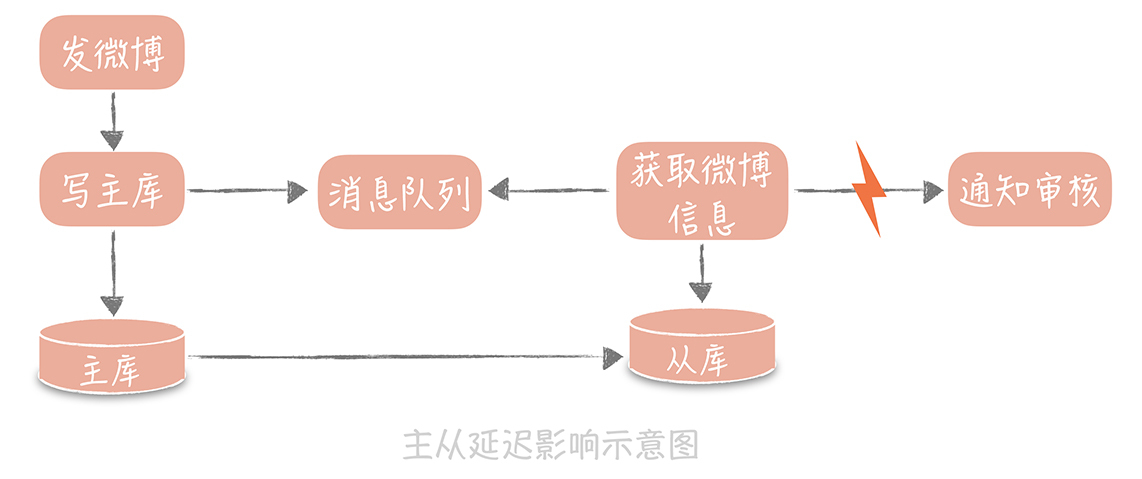 发微博
写主库
消息队列
获取微博
信息
通知审核
主库
从库
主从延迟影响示意图